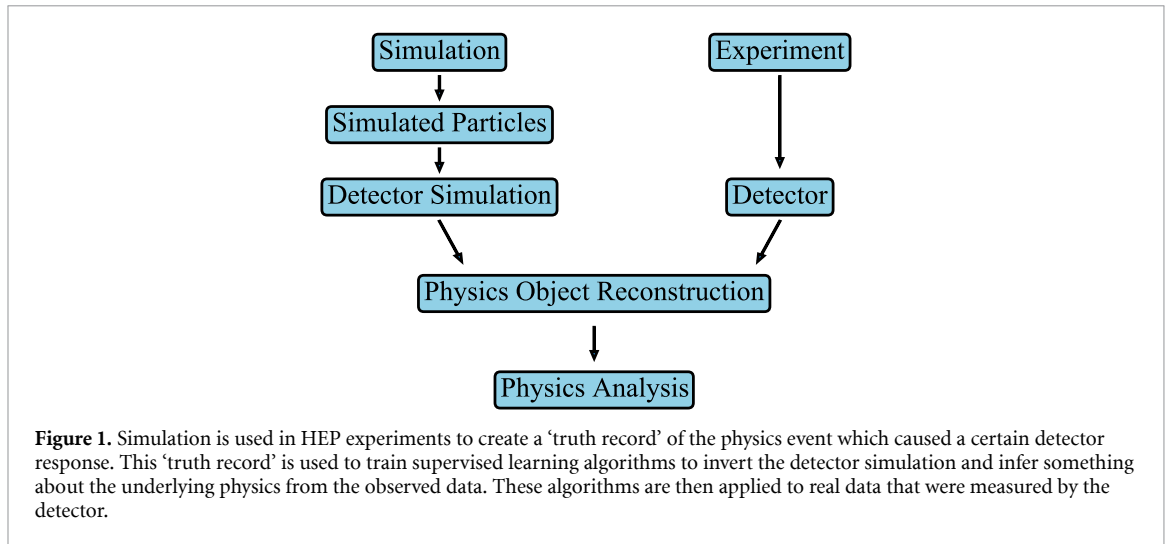 Simulation
Experiment
Simulated Particles
Detector Simulation
Detector
Physics Object Reconstruction
Physics Analysis
Figure 1. Simulation is used in HEP experiments to create a ‘truth record’ of the physics event which caused a certain detector
response. This ‘truth record’ is used to train supervised learning algorithms to invert the detector simulation and infer something
about the underlying physics from the observed data. These algorithms are then applied to real data that were measured by the
detector.